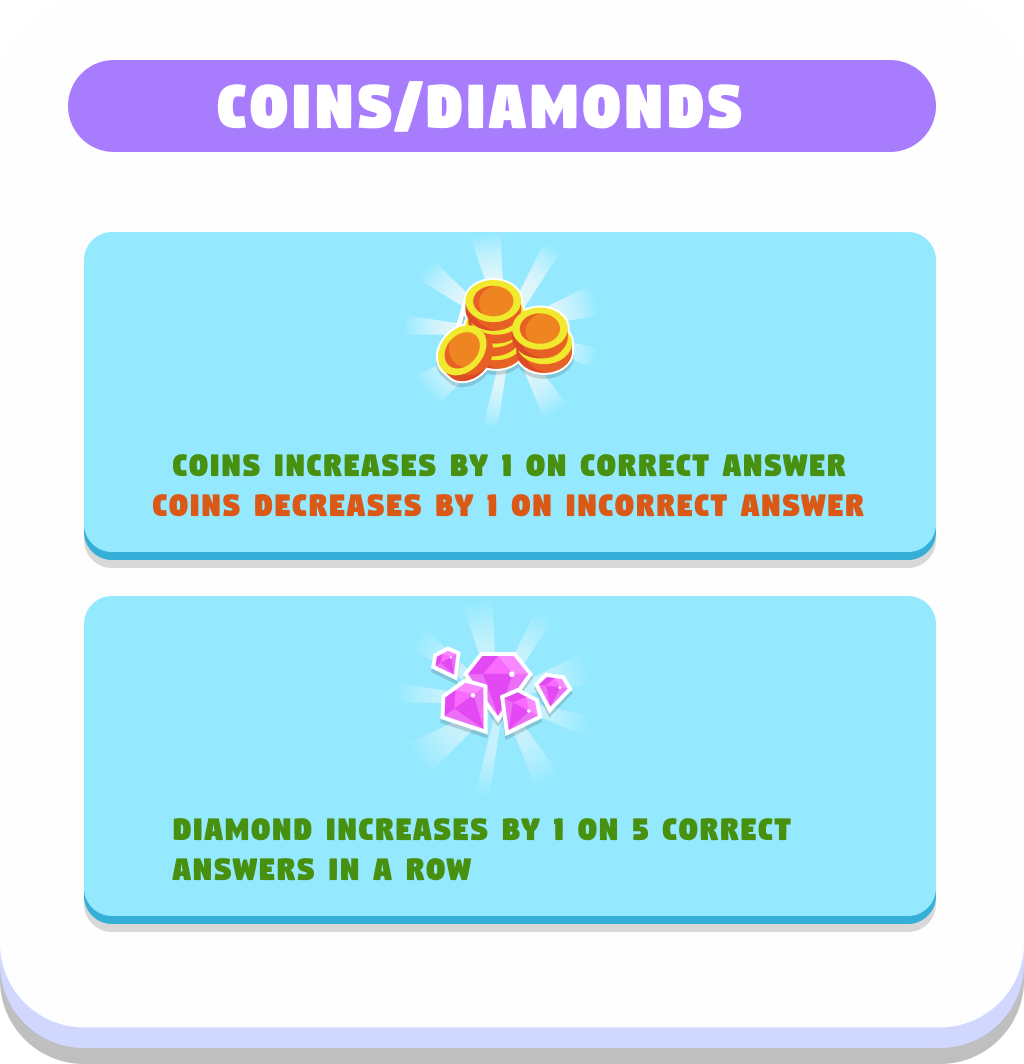 COINS/DIAMONDS
COINS INCREASES BY 1 ON CORRECT ANSWER
COINS DECREASES BY 1 ON INCORRECT ANSWER
DIAMOND INCREASES BY 1 ON 5 CORRECT
ANSWERS IN A ROW